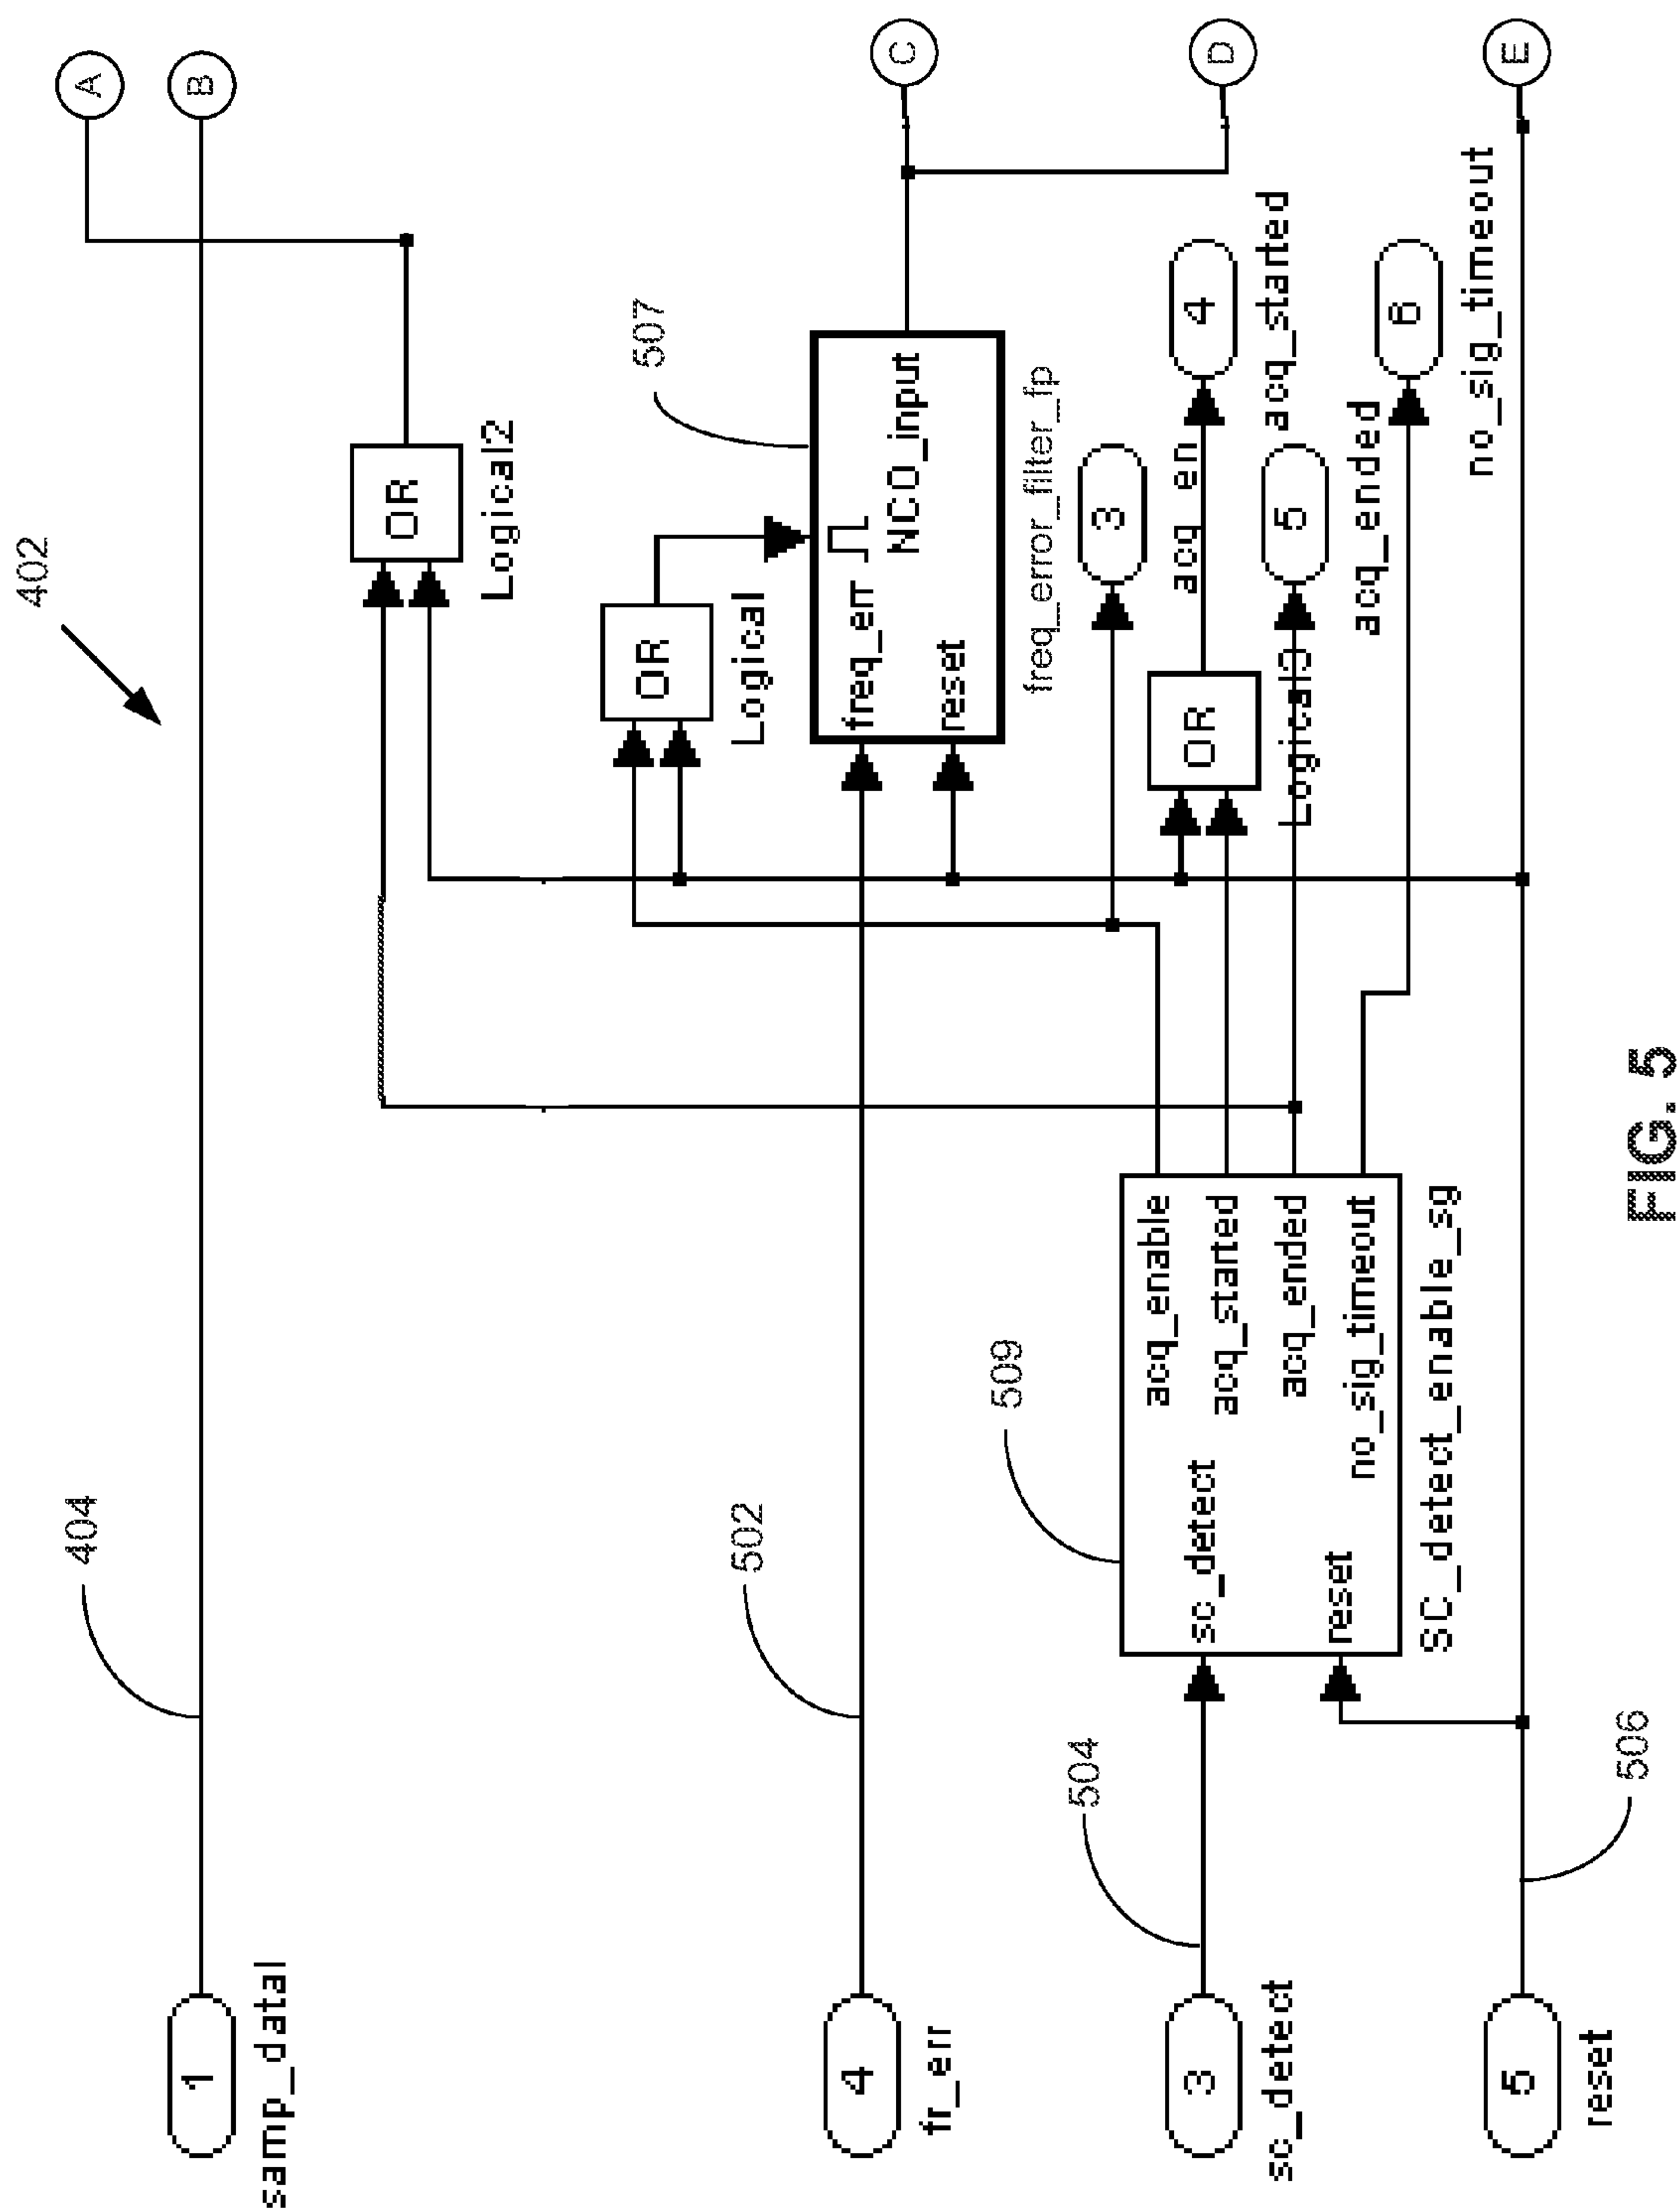 402
404
1
samp_data1
A
B
OR
Logical2
507
OR
Logical
502
4
fr_err
freq_err
NCO_input
reset
freq_error_filter_fp
C
D
3
acq_en
OR
Logical3
4
acq_started
5
acq_ended
6
no_sig_timeout
509
504
3
sc_detect
sc_detect
reset
acq_enable
acq_started
acq_ended
no_sig_timeout
SC_detect_enable_sg
5
reset
506
E
FIG. 5